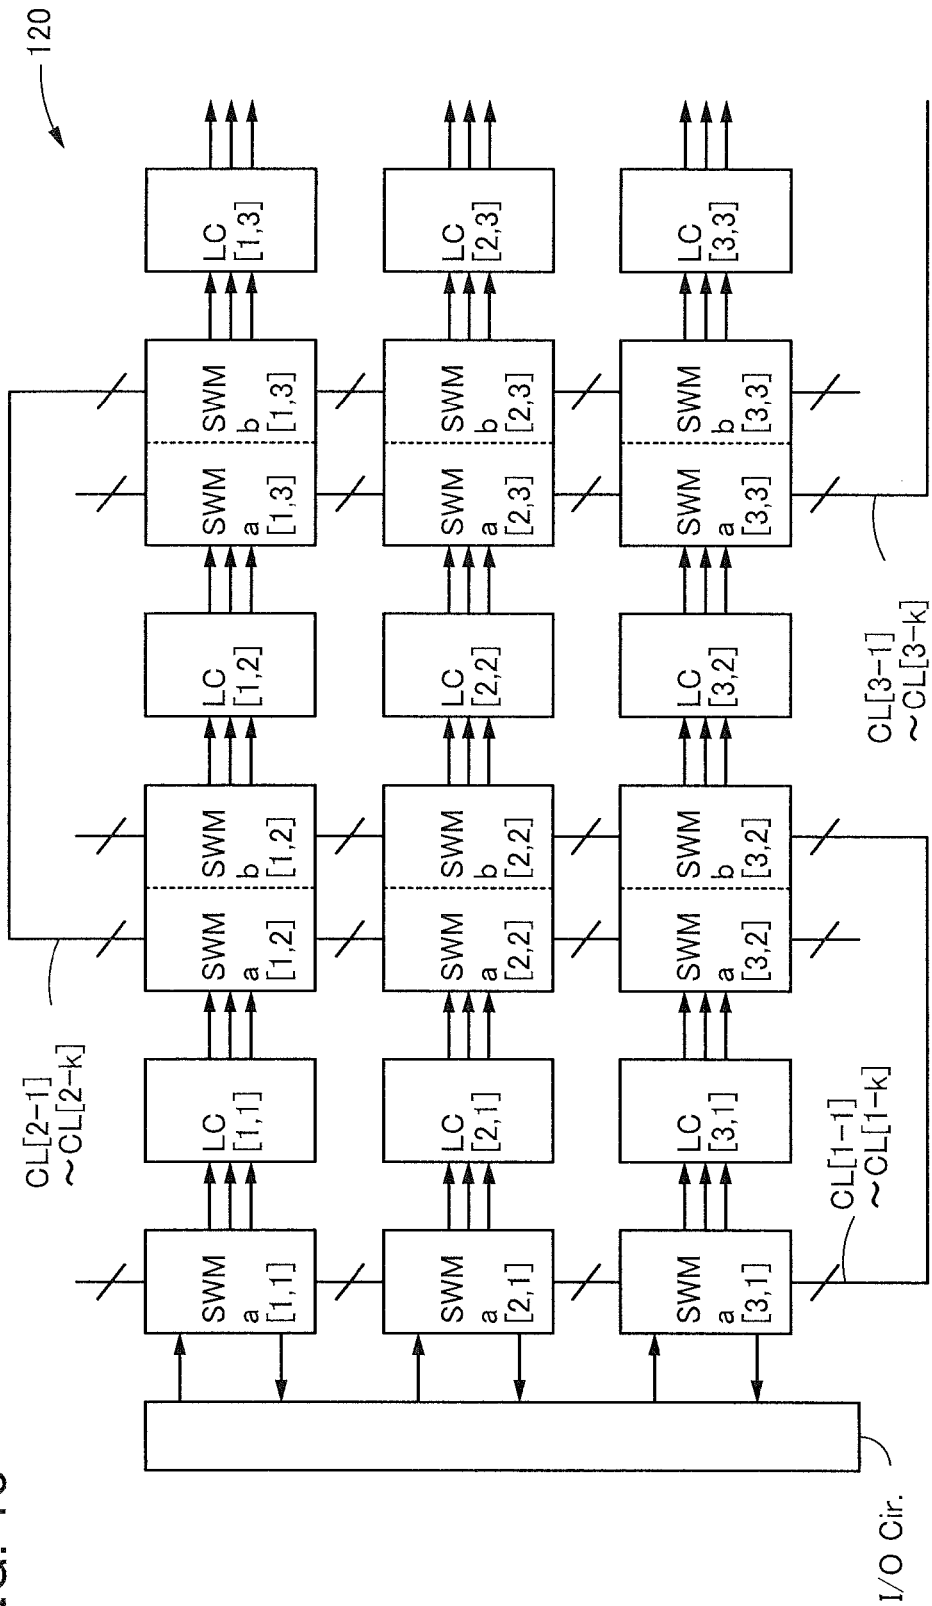 120
CL[2-1]
~CL[2-k]
SWM
a
[1,1]
LC
[1,1]
SWM
a
[1,2]
SWM
b
[1,2]
LC
[1,2]
SWM
a
[1,3]
SWM
b
[1,3]
LC
[1,3]
SWM
a
[2,1]
LC
[2,1]
SWM
a
[2,2]
SWM
b
[2,2]
LC
[2,2]
SWM
a
[2,3]
SWM
b
[2,3]
LC
[2,3]
SWM
a
[3,1]
LC
[3,1]
SWM
a
[3,2]
SWM
b
[3,2]
LC
[3,2]
SWM
a
[3,3]
SWM
b
[3,3]
LC
[3,3]
I/O Cir.
CL[1-1]
~CL[1-k]
CL[3-1]
~CL[3-k]